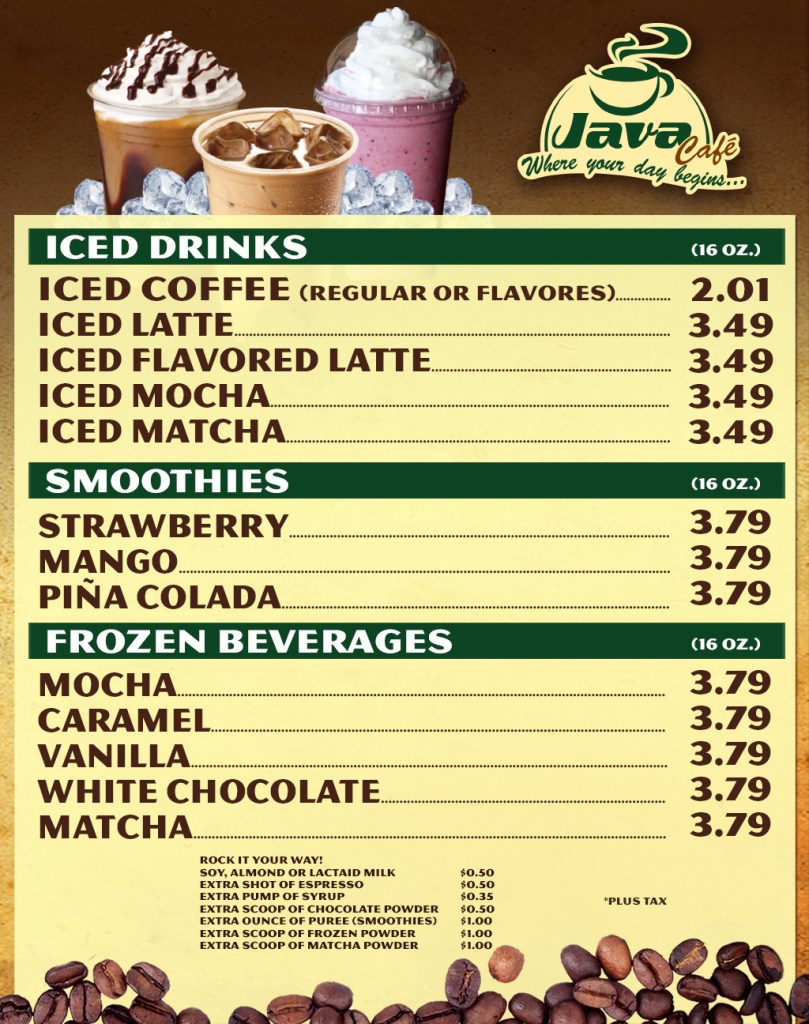 Java
Café
Where your day begins...
ICED DRINKS (16 OZ.)
ICED COFFEE (REGULAR OR FLAVORES)............... 2.01
ICED LATTE............... 3.49
ICED FLAVORED LATTE............... 3.49
ICED MOCHA............... 3.49
ICED MATCHA............... 3.49
SMOOTHIES (16 OZ.)
STRAWBERRY............... 3.79
MANGO............... 3.79
PIÑA COLADA............... 3.79
FROZEN BEVERAGES (16 OZ.)
MOCHA............... 3.79
CARAMEL............... 3.79
VANILLA............... 3.79
WHITE CHOCOLATE............... 3.79
MATCHA............... 3.79
ROCK IT YOUR WAY!
SOY, ALMOND OR LACTAID MILK $0.50
EXTRA SHOT OF ESPRESSO $0.50
EXTRA PUMP OF SYRUP $0.35
EXTRA SCOOP OF CHOCOLATE POWDER $0.50
EXTRA OUNCE OF PUREE (SMOOTHIES) $1.00
EXTRA SCOOP OF FROZEN POWDER $1.00
EXTRA SCOOP OF MATCHA POWDER $1.00
*PLUS TAX